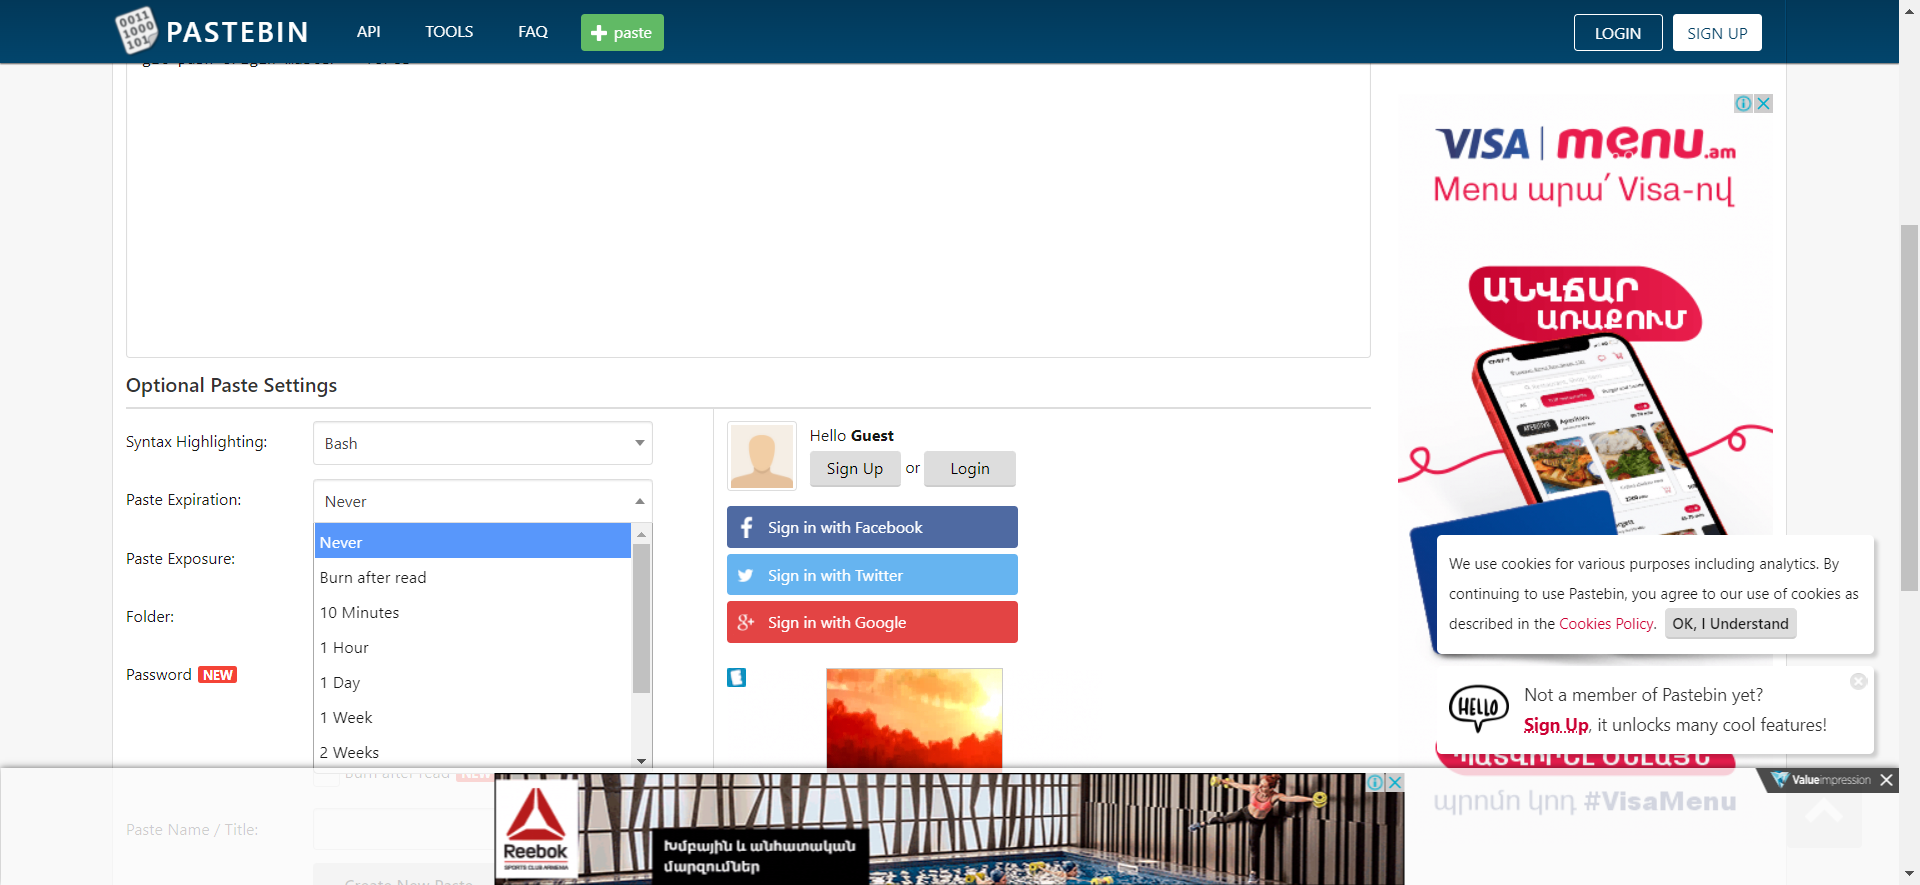 PASTEBIN
API
TOOLS
FAQ
paste
LOGIN
SIGN UP
Optional Paste Settings
Syntax Highlighting:
Bash
Paste Expiration:
Never
Never
Burn after read
10 Minutes
1 Hour
1 Day
1 Week
2 Weeks
Paste Exposure:
Folder:
Password NEW
Burn after read NEW
Paste Name / Title:
Create New Paste
Hello Guest
Sign Up or Login
Sign in with Facebook
Sign in with Twitter
Sign in with Google
VISA | menu.am
Menu արա՛ Visa-ով
ԱՆՎՃԱՐ
ԱՌԱՔՈՒՄ
We use cookies for various purposes including analytics. By
continuing to use Pastebin, you agree to our use of cookies as
described in the Cookies Policy. OK, I Understand
HELLO
Not a member of Pastebin yet?
Sign Up, it unlocks many cool features!
պրոմո կոդ #VisaMenu
Valueimpression
Reebok
SPORTS CLUB ARMENIA
Խմբային և անհատական
մարզումներ